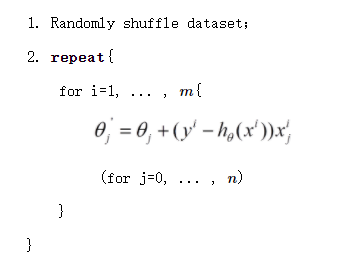 1. Randomly shuffle dataset;
2. repeat{
for i=1, ... , m{
θ_j' = θ_j + (y^i − h_θ(x^i))x_j^i
(for j=0, ... , n)
}
}